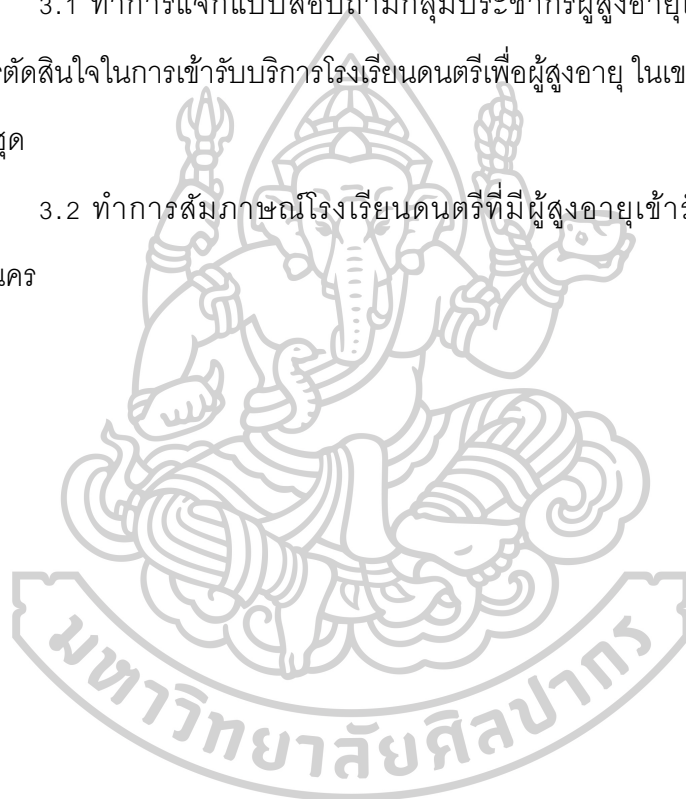 3.1 ทำการแจกแบบสอบถามกลุ่มประชากรผู้สูงอายุ
ตัดสินใจในการเข้ารับบริการโรงเรียนดนตรีเพื่อผู้สูงอายุ ในเข
ชุด
3.2 ทำการสัมภาษณ์โรงเรียนดนตรีที่มีผู้สูงอายุเข้า
นคร
มหาวิทยาลัยศิลปากร